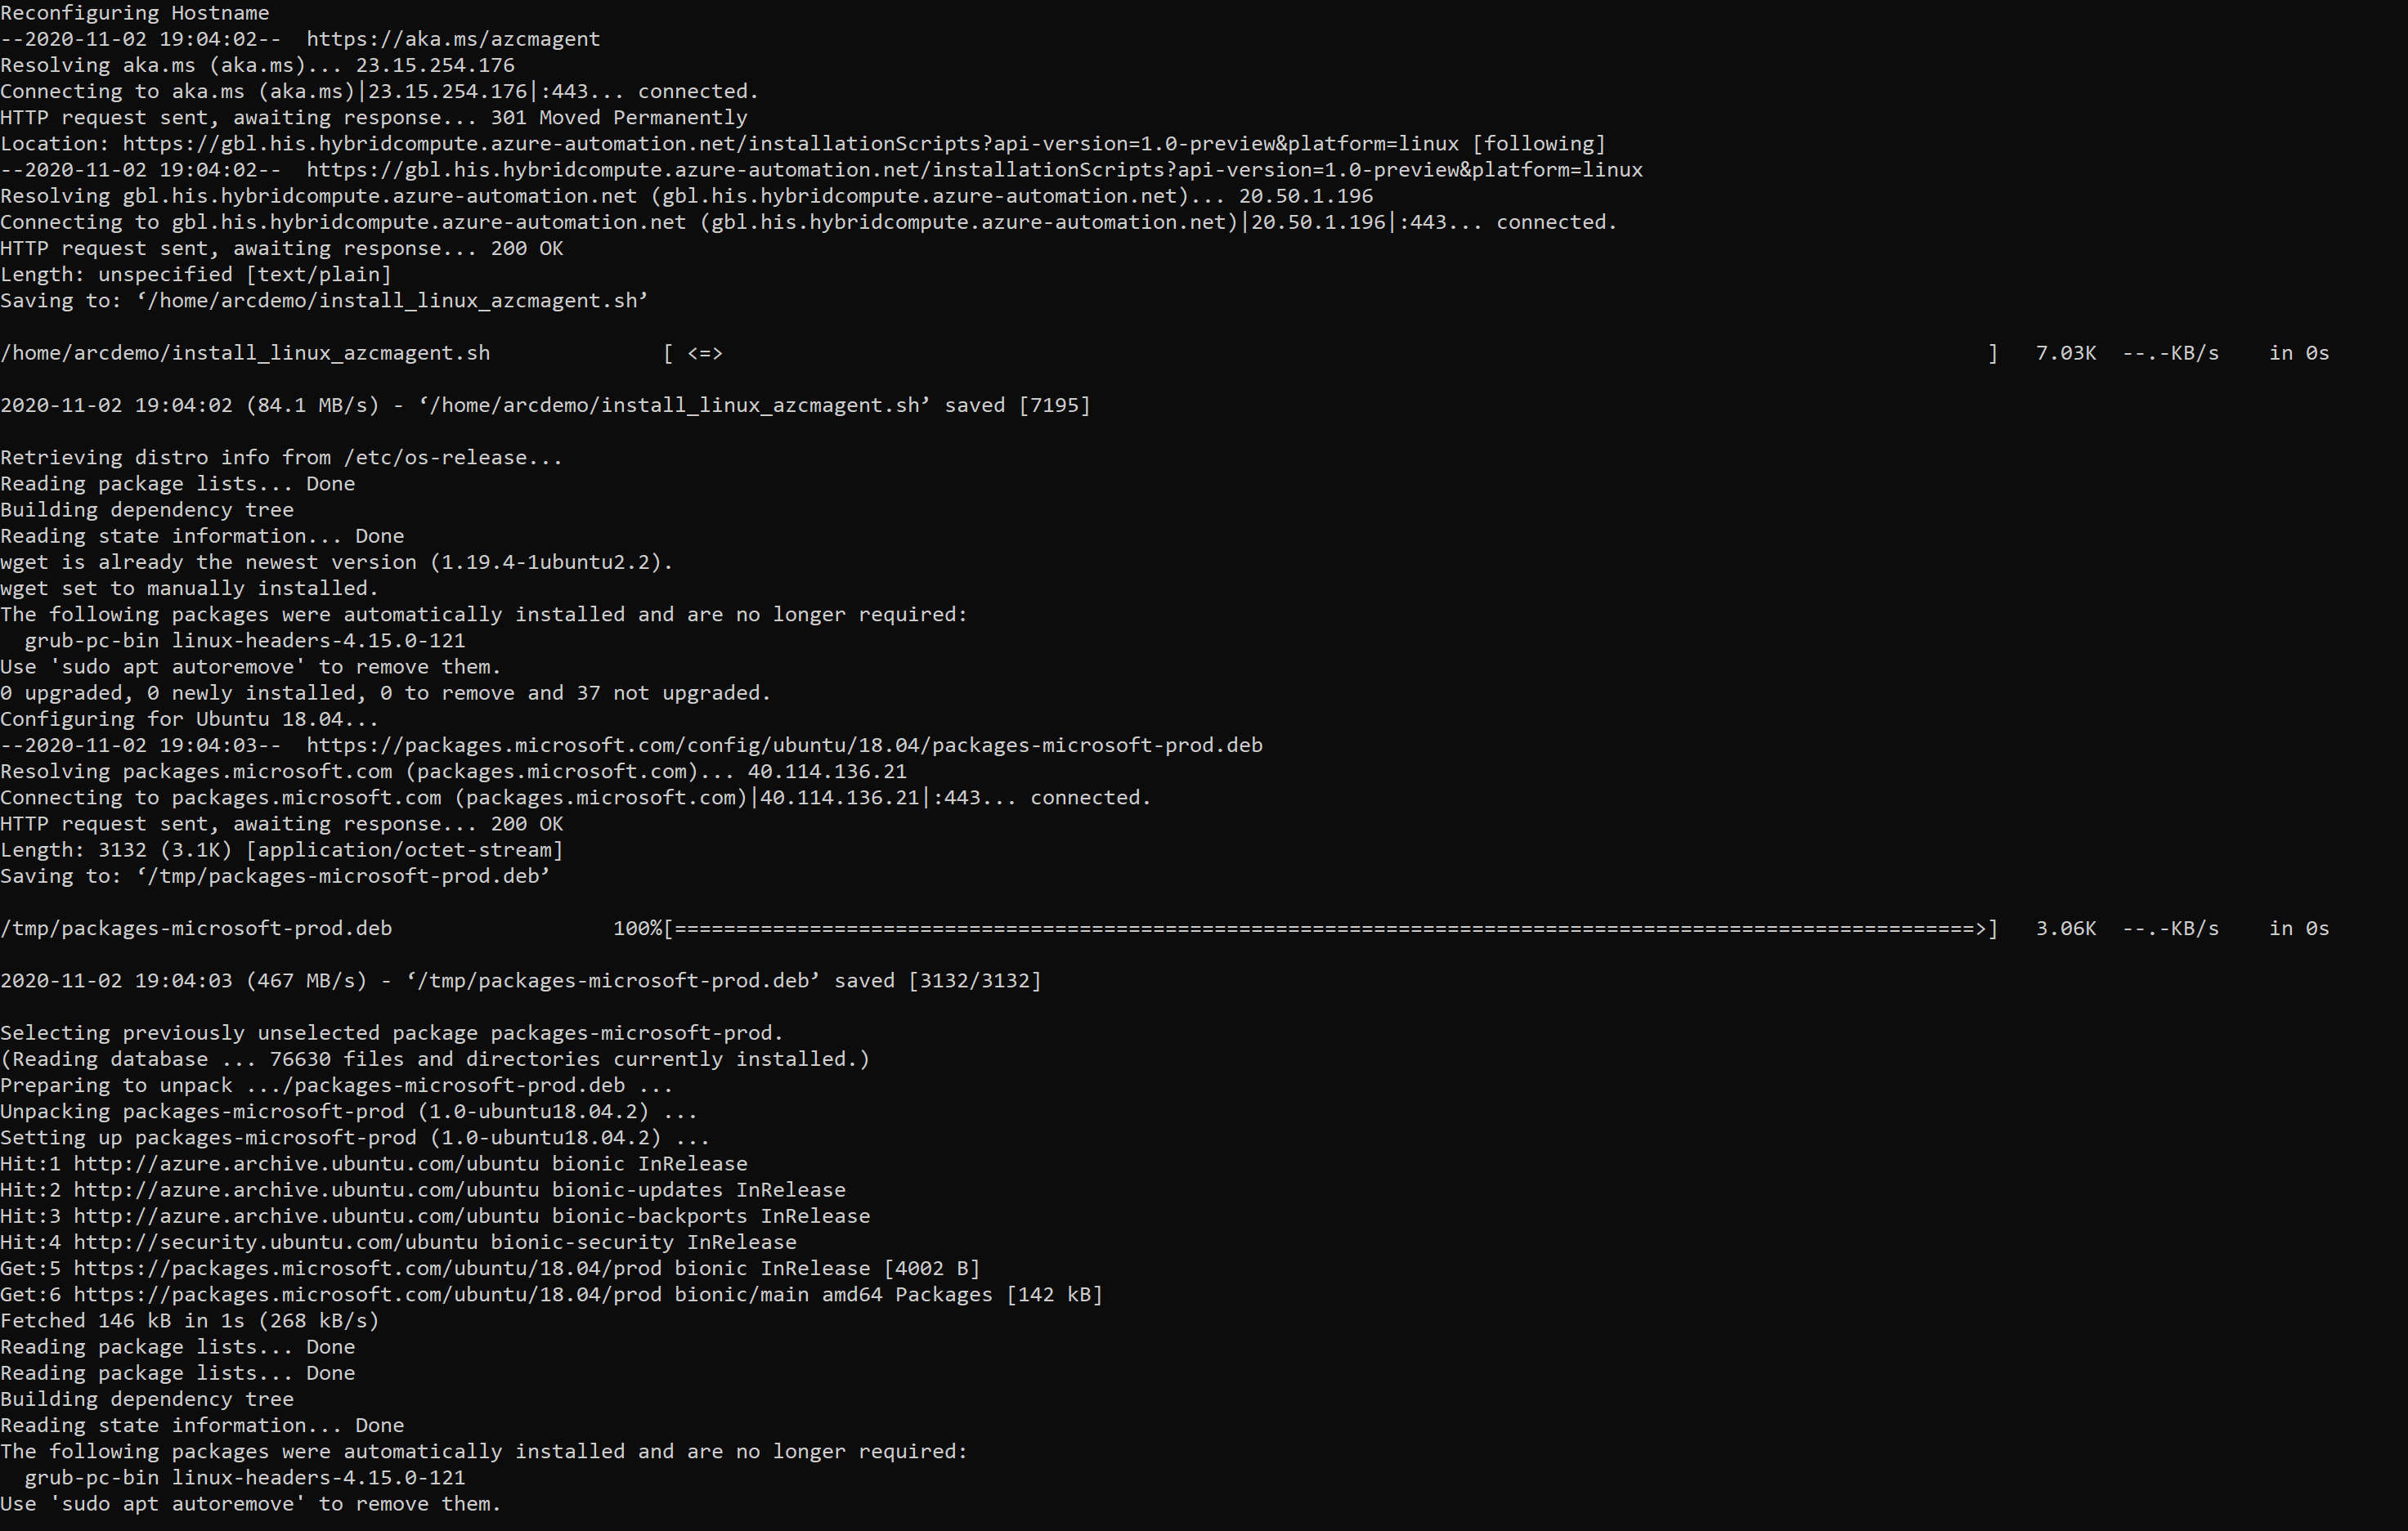 Reconfiguring Hostname
--2020-11-02 19:04:02--  https://aka.ms/azcmagent
Resolving aka.ms (aka.ms)... 23.15.254.176
Connecting to aka.ms (aka.ms)|23.15.254.176|:443... connected.
HTTP request sent, awaiting response... 301 Moved Permanently
Location: https://gbl.his.hybridcompute.azure-automation.net/installationScripts?api-version=1.0-preview&platform=linux [following]
--2020-11-02 19:04:02--  https://gbl.his.hybridcompute.azure-automation.net/installationScripts?api-version=1.0-preview&platform=linux
Resolving gbl.his.hybridcompute.azure-automation.net (gbl.his.hybridcompute.azure-automation.net)... 20.50.1.196
Connecting to gbl.his.hybridcompute.azure-automation.net (gbl.his.hybridcompute.azure-automation.net)|20.50.1.196|:443... connected.
HTTP request sent, awaiting response... 200 OK
Length: unspecified [text/plain]
Saving to: ‘/home/arcdemo/install_linux_azcmagent.sh’
/home/arcdemo/install_linux_azcmagent.sh              [ <=>                                                                                                       ]   7.03K  --.-KB/s    in 0s
2020-11-02 19:04:02 (84.1 MB/s) - ‘/home/arcdemo/install_linux_azcmagent.sh’ saved [7195]
Retrieving distro info from /etc/os-release...
Reading package lists... Done
Building dependency tree
Reading state information... Done
wget is already the newest version (1.19.4-1ubuntu2.2).
wget set to manually installed.
The following packages were automatically installed and are no longer required:
  grub-pc-bin linux-headers-4.15.0-121
Use 'sudo apt autoremove' to remove them.
0 upgraded, 0 newly installed, 0 to remove and 37 not upgraded.
Configuring for Ubuntu 18.04...
--2020-11-02 19:04:03--  https://packages.microsoft.com/config/ubuntu/18.04/packages-microsoft-prod.deb
Resolving packages.microsoft.com (packages.microsoft.com)... 40.114.136.21
Connecting to packages.microsoft.com (packages.microsoft.com)|40.114.136.21|:443... connected.
HTTP request sent, awaiting response... 200 OK
Length: 3132 (3.1K) [application/octet-stream]
Saving to: ‘/tmp/packages-microsoft-prod.deb’
/tmp/packages-microsoft-prod.deb                  100%[==========================================================================================================>]   3.06K  --.-KB/s    in 0s
2020-11-02 19:04:03 (467 MB/s) - ‘/tmp/packages-microsoft-prod.deb’ saved [3132/3132]
Selecting previously unselected package packages-microsoft-prod.
(Reading database ... 76630 files and directories currently installed.)
Preparing to unpack .../packages-microsoft-prod.deb ...
Unpacking packages-microsoft-prod (1.0-ubuntu18.04.2) ...
Setting up packages-microsoft-prod (1.0-ubuntu18.04.2) ...
Hit:1 http://azure.archive.ubuntu.com/ubuntu bionic InRelease
Hit:2 http://azure.archive.ubuntu.com/ubuntu bionic-updates InRelease
Hit:3 http://azure.archive.ubuntu.com/ubuntu bionic-backports InRelease
Hit:4 http://security.ubuntu.com/ubuntu bionic-security InRelease
Get:5 https://packages.microsoft.com/ubuntu/18.04/prod bionic InRelease [4002 B]
Get:6 https://packages.microsoft.com/ubuntu/18.04/prod bionic/main amd64 Packages [142 kB]
Fetched 146 kB in 1s (268 kB/s)
Reading package lists... Done
Reading package lists... Done
Building dependency tree
Reading state information... Done
The following packages were automatically installed and are no longer required:
  grub-pc-bin linux-headers-4.15.0-121
Use 'sudo apt autoremove' to remove them.